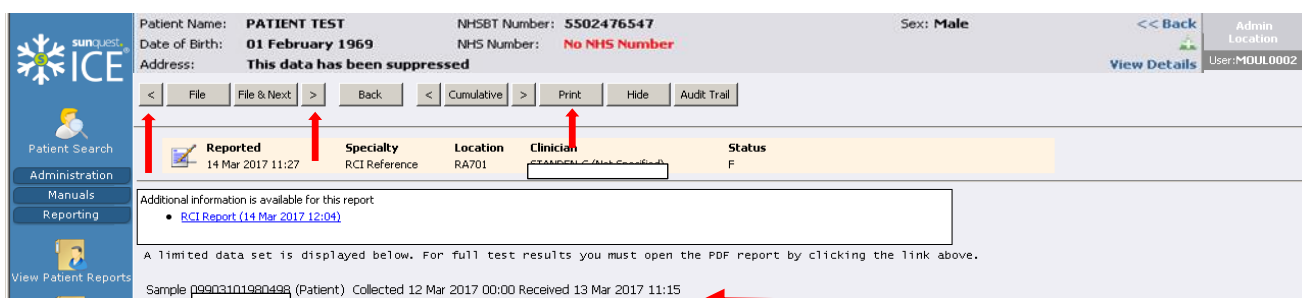 Patient Name: PATIENT TEST NHSBT Number: 5502476547 Sex: Male << Back Admin
sunquest. Date of Birth: 01 February 1969 NHS Number: No NHS Number Location
ICE Address: This data has been suppressed View Details User:MOUL0002
< File File & Next > Back < Cumulative > Print Hide Audit Trail
Patient Search Reported Specialty Location Clinician Status
14 Mar 2017 11:27 RCI Reference RA701 F
Administration
Manuals
Additional information is available for this report
Reporting
RCI Report (14 Mar 2017 12:04)
A limited data set is displayed below. For full test results you must open the PDF report by clicking the link above.
View Patient Reports
Sample 09903101980498 (Patient) Collected 12 Mar 2017 00:00 Received 13 Mar 2017 11:15